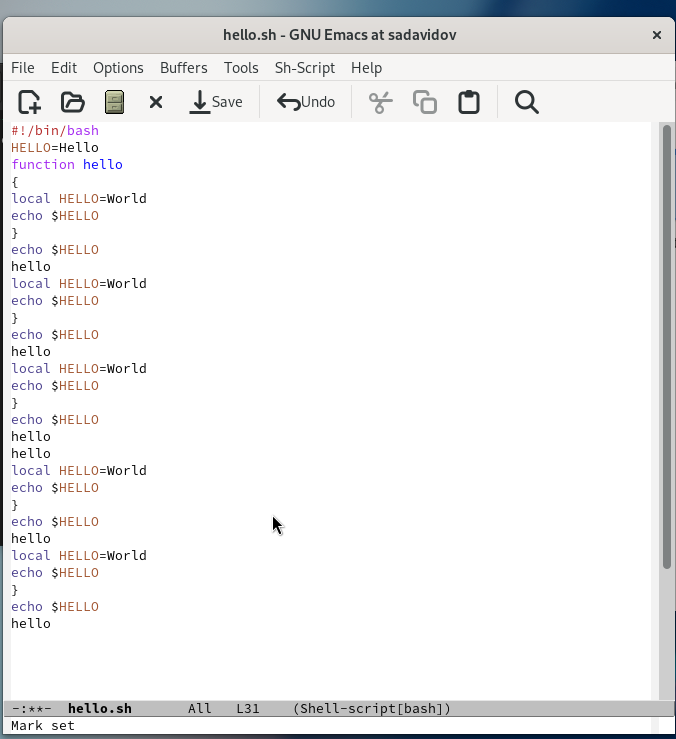 hello.sh - GNU Emacs at sadavidov ×
File Edit Options Buffers Tools Sh-Script Help
Save Undo
#!/bin/bash
HELLO=Hello
function hello
{
local HELLO=World
echo $HELLO
}
echo $HELLO
hello
local HELLO=World
echo $HELLO
}
echo $HELLO
hello
local HELLO=World
echo $HELLO
}
echo $HELLO
hello
hello
local HELLO=World
echo $HELLO
}
echo $HELLO
hello
local HELLO=World
echo $HELLO
}
echo $HELLO
hello
-:**- hello.sh All L31 (Shell-script[bash])
Mark set